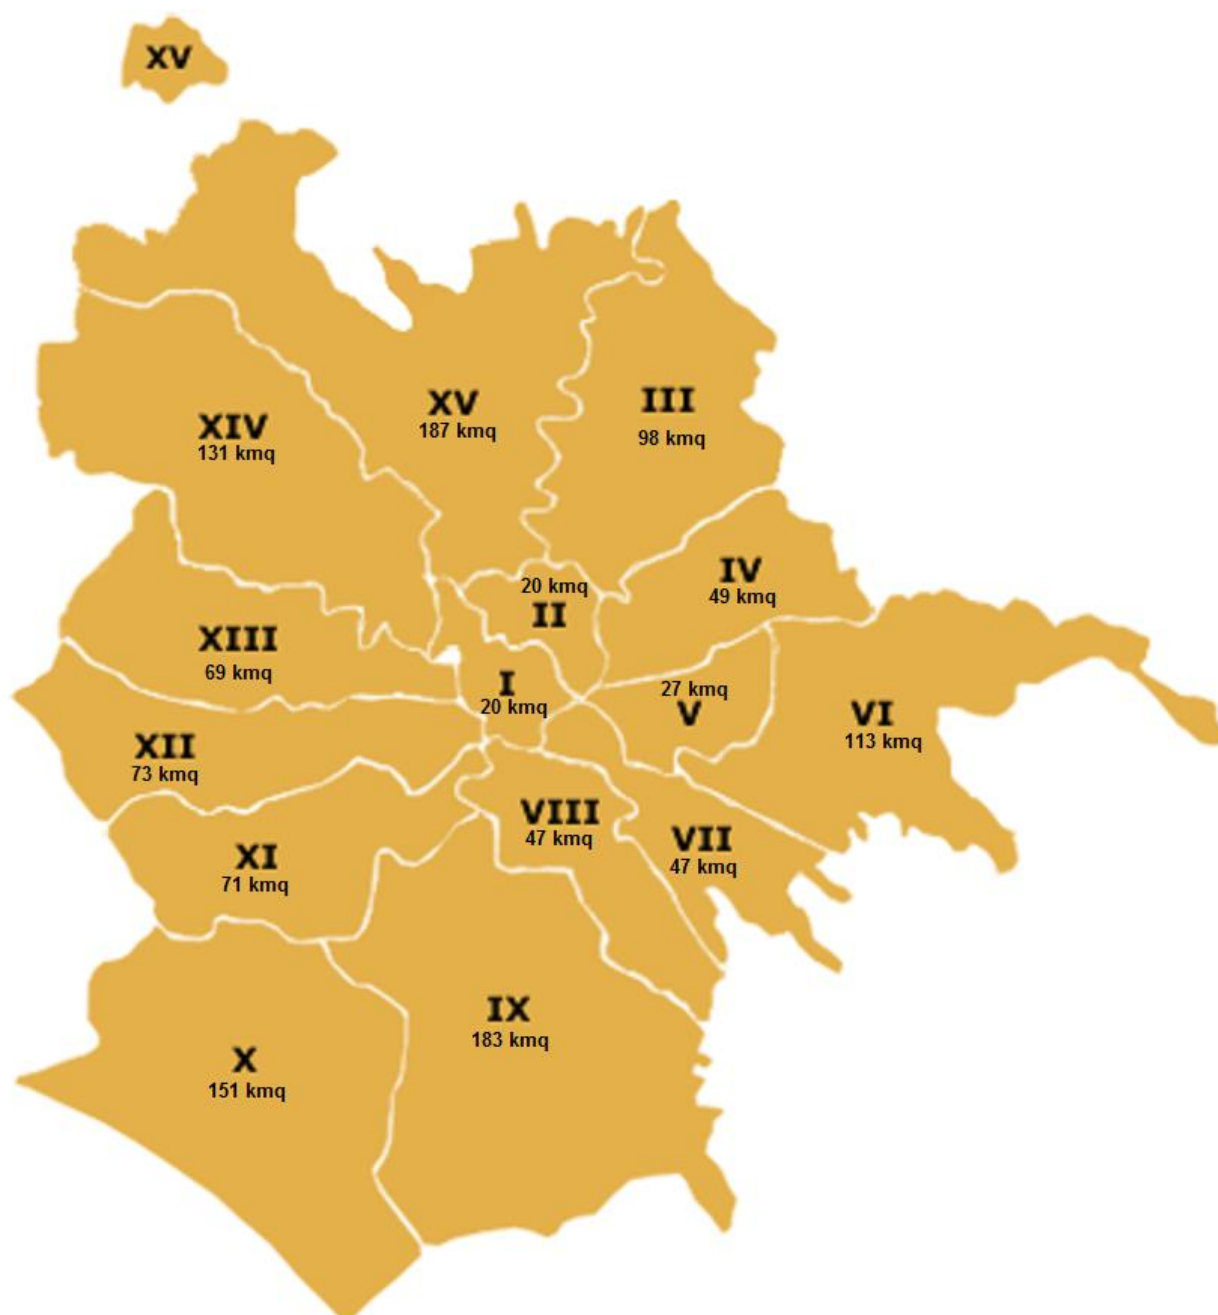 XV
XV
187 kmq
III
98 kmq
XIV
131 kmq
IV
49 kmq
20 kmq
II
XIII
69 kmq
I
20 kmq
27 kmq
V
VI
113 kmq
XII
73 kmq
VIII
47 kmq
VII
47 kmq
XI
71 kmq
IX
183 kmq
X
151 kmq